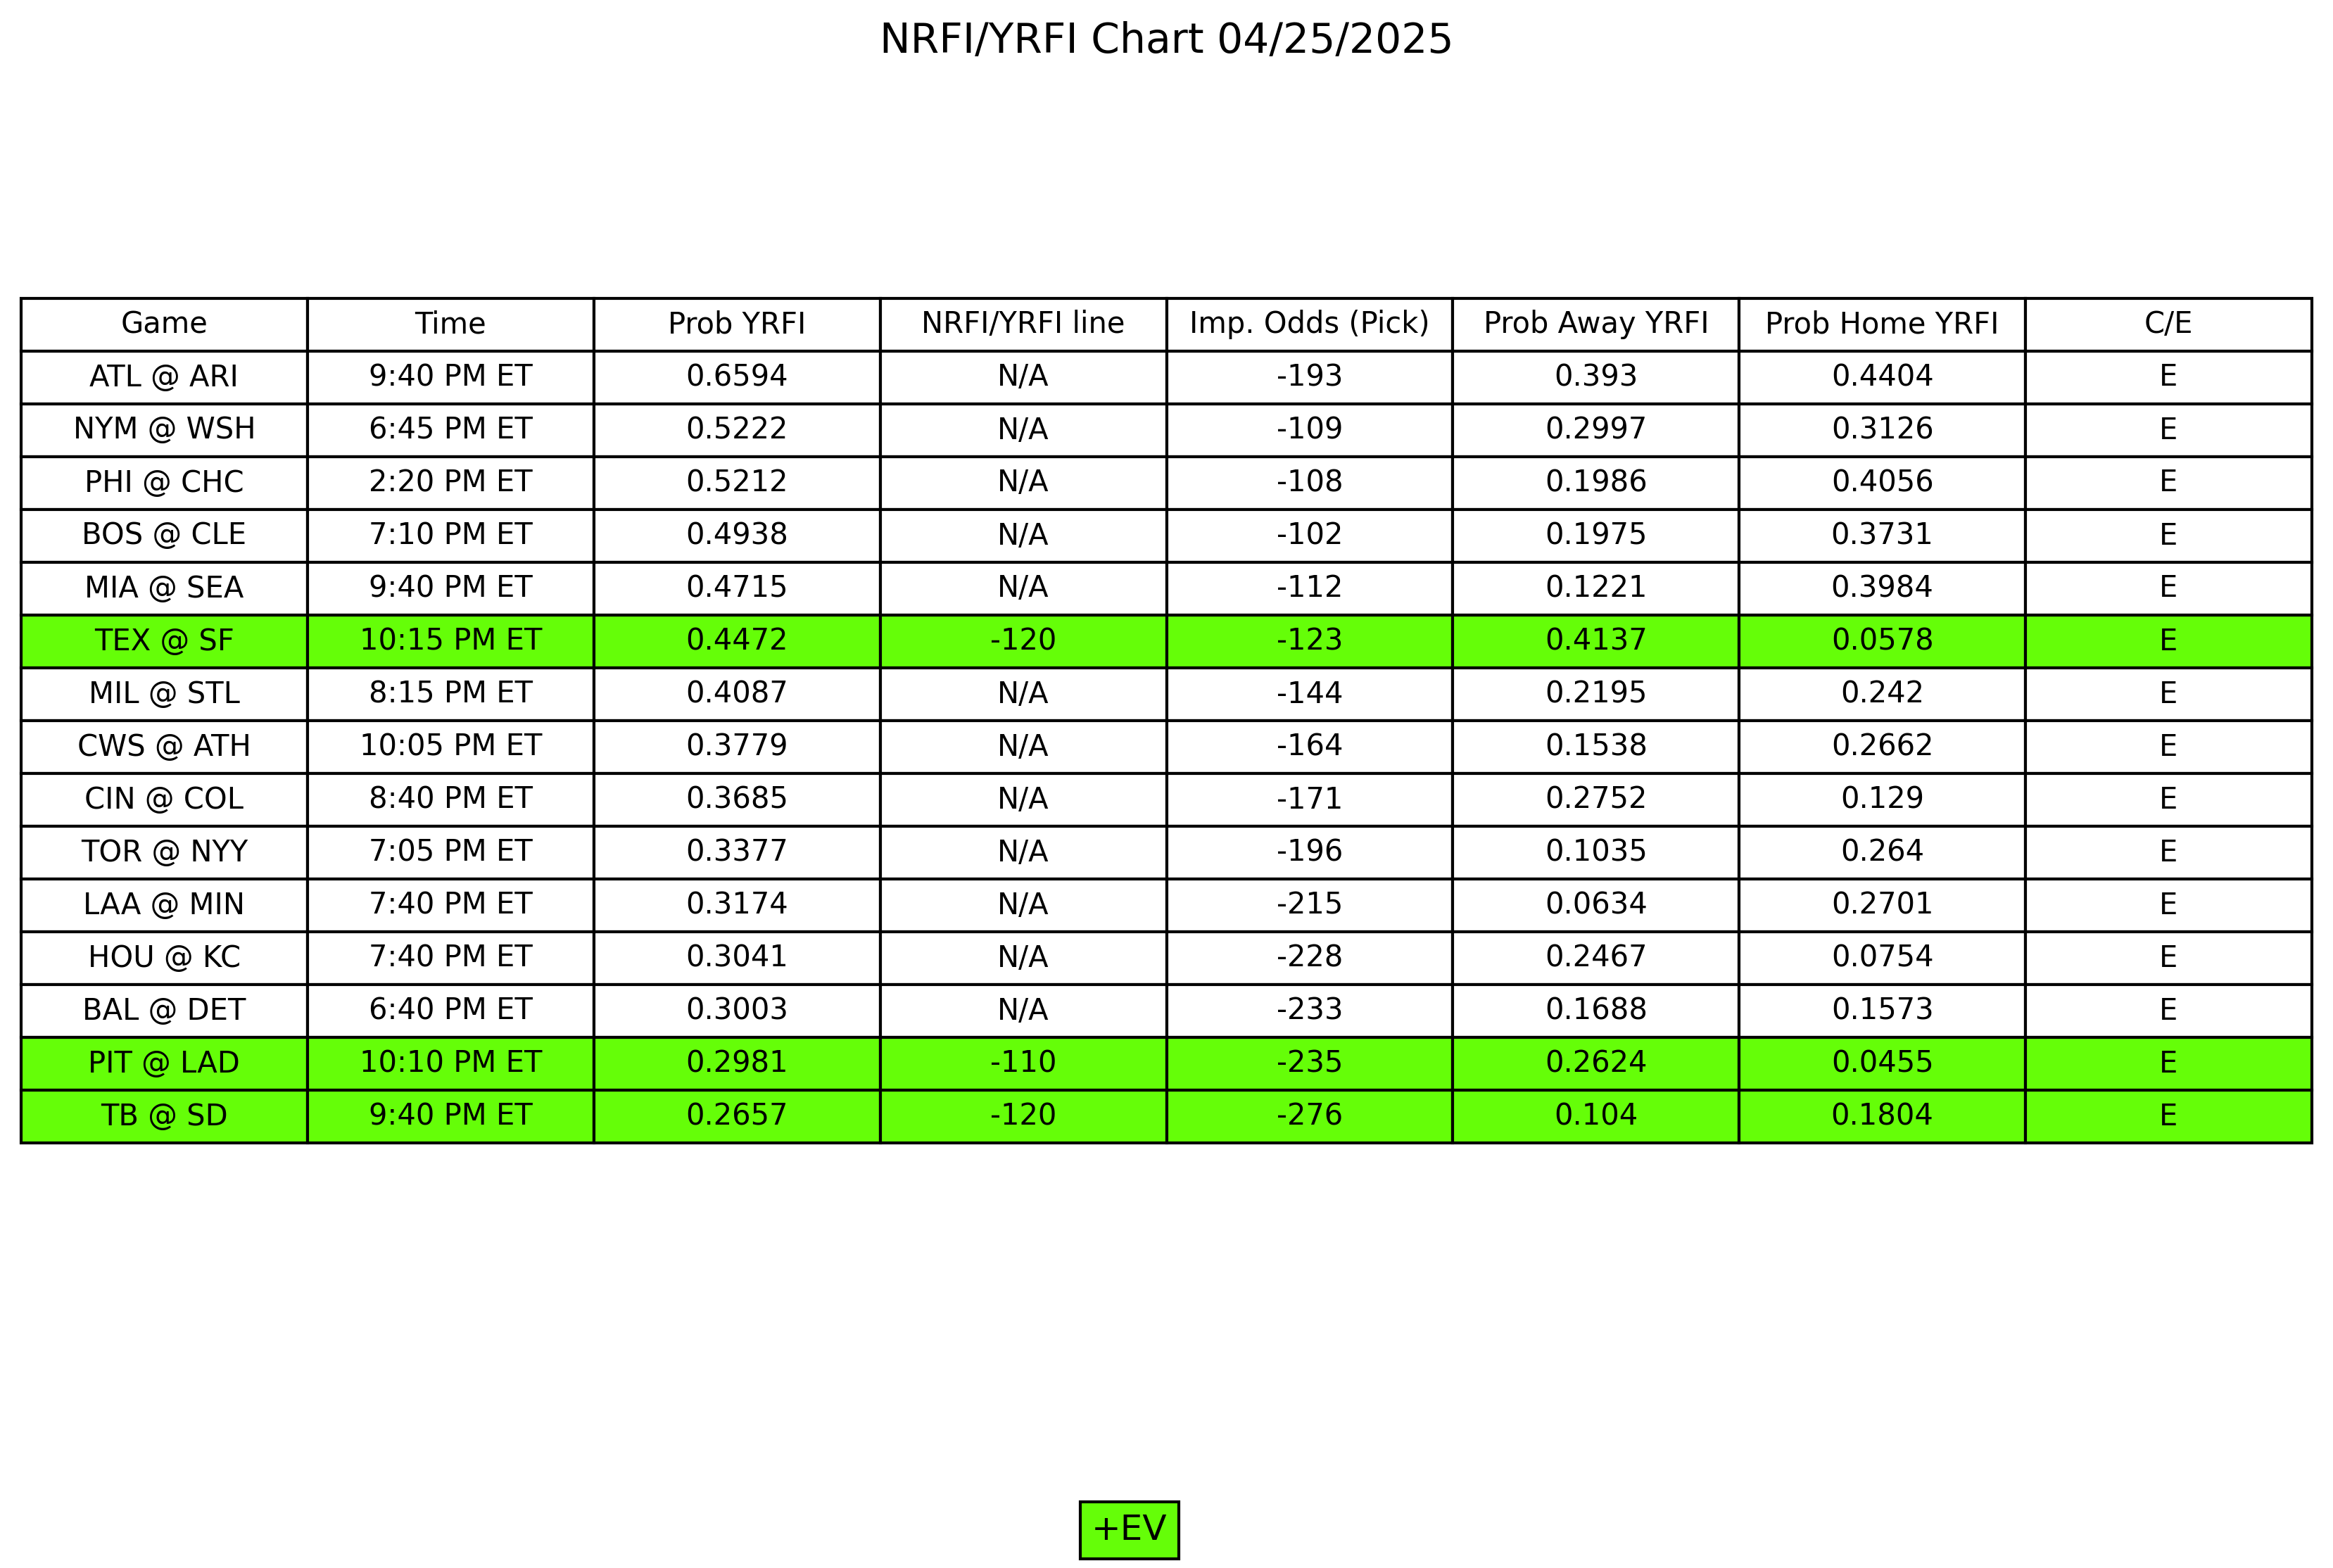 NRFI/YRFI Chart 04/25/2025
Game Time Prob YRFI NRFI/YRFI line Imp. Odds (Pick) Prob Away YRFI Prob Home YRFI C/E
ATL @ ARI 9:40 PM ET 0.6594 N/A -193 0.393 0.4404 E
NYM @ WSH 6:45 PM ET 0.5222 N/A -109 0.2997 0.3126 E
PHI @ CHC 2:20 PM ET 0.5212 N/A -108 0.1986 0.4056 E
BOS @ CLE 7:10 PM ET 0.4938 N/A -102 0.1975 0.3731 E
MIA @ SEA 9:40 PM ET 0.4715 N/A -112 0.1221 0.3984 E
TEX @ SF 10:15 PM ET 0.4472 -120 -123 0.4137 0.0578 E
MIL @ STL 8:15 PM ET 0.4087 N/A -144 0.2195 0.242 E
CWS @ ATH 10:05 PM ET 0.3779 N/A -164 0.1538 0.2662 E
CIN @ COL 8:40 PM ET 0.3685 N/A -171 0.2752 0.129 E
TOR @ NYY 7:05 PM ET 0.3377 N/A -196 0.1035 0.264 E
LAA @ MIN 7:40 PM ET 0.3174 N/A -215 0.0634 0.2701 E
HOU @ KC 7:40 PM ET 0.3041 N/A -228 0.2467 0.0754 E
BAL @ DET 6:40 PM ET 0.3003 N/A -233 0.1688 0.1573 E
PIT @ LAD 10:10 PM ET 0.2981 -110 -235 0.2624 0.0455 E
TB @ SD 9:40 PM ET 0.2657 -120 -276 0.104 0.1804 E
+EV